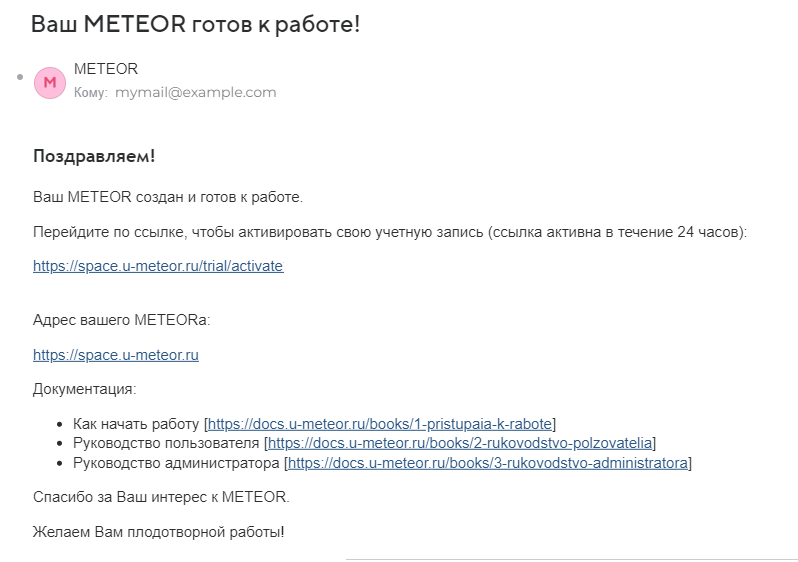 Ваш METEOR готов к работе!
METEOR
М
Кому: mymail@example.com
Поздравляем!
Ваш METEOR создан и готов к работе.
Перейдите по ссылке, чтобы активировать свою учетную запись (ссылка активна в течение 24 часов):
https://space.u-meteor.ru/trial/activate
Адрес вашего METEORа:
https://space.u-meteor.ru
Документация:
• Как начать работу [https://docs.u-meteor.ru/books/1-pristupaia-k-rabote]
• Руководство пользователя [https://docs.u-meteor.ru/books/2-rukovodstvo-polzovatelia]
• Руководство администратора [https://docs.u-meteor.ru/books/3-rukovodstvo-administratora]
Спасибо за Ваш интерес к METEOR.
Желаем Вам плодотворной работы!